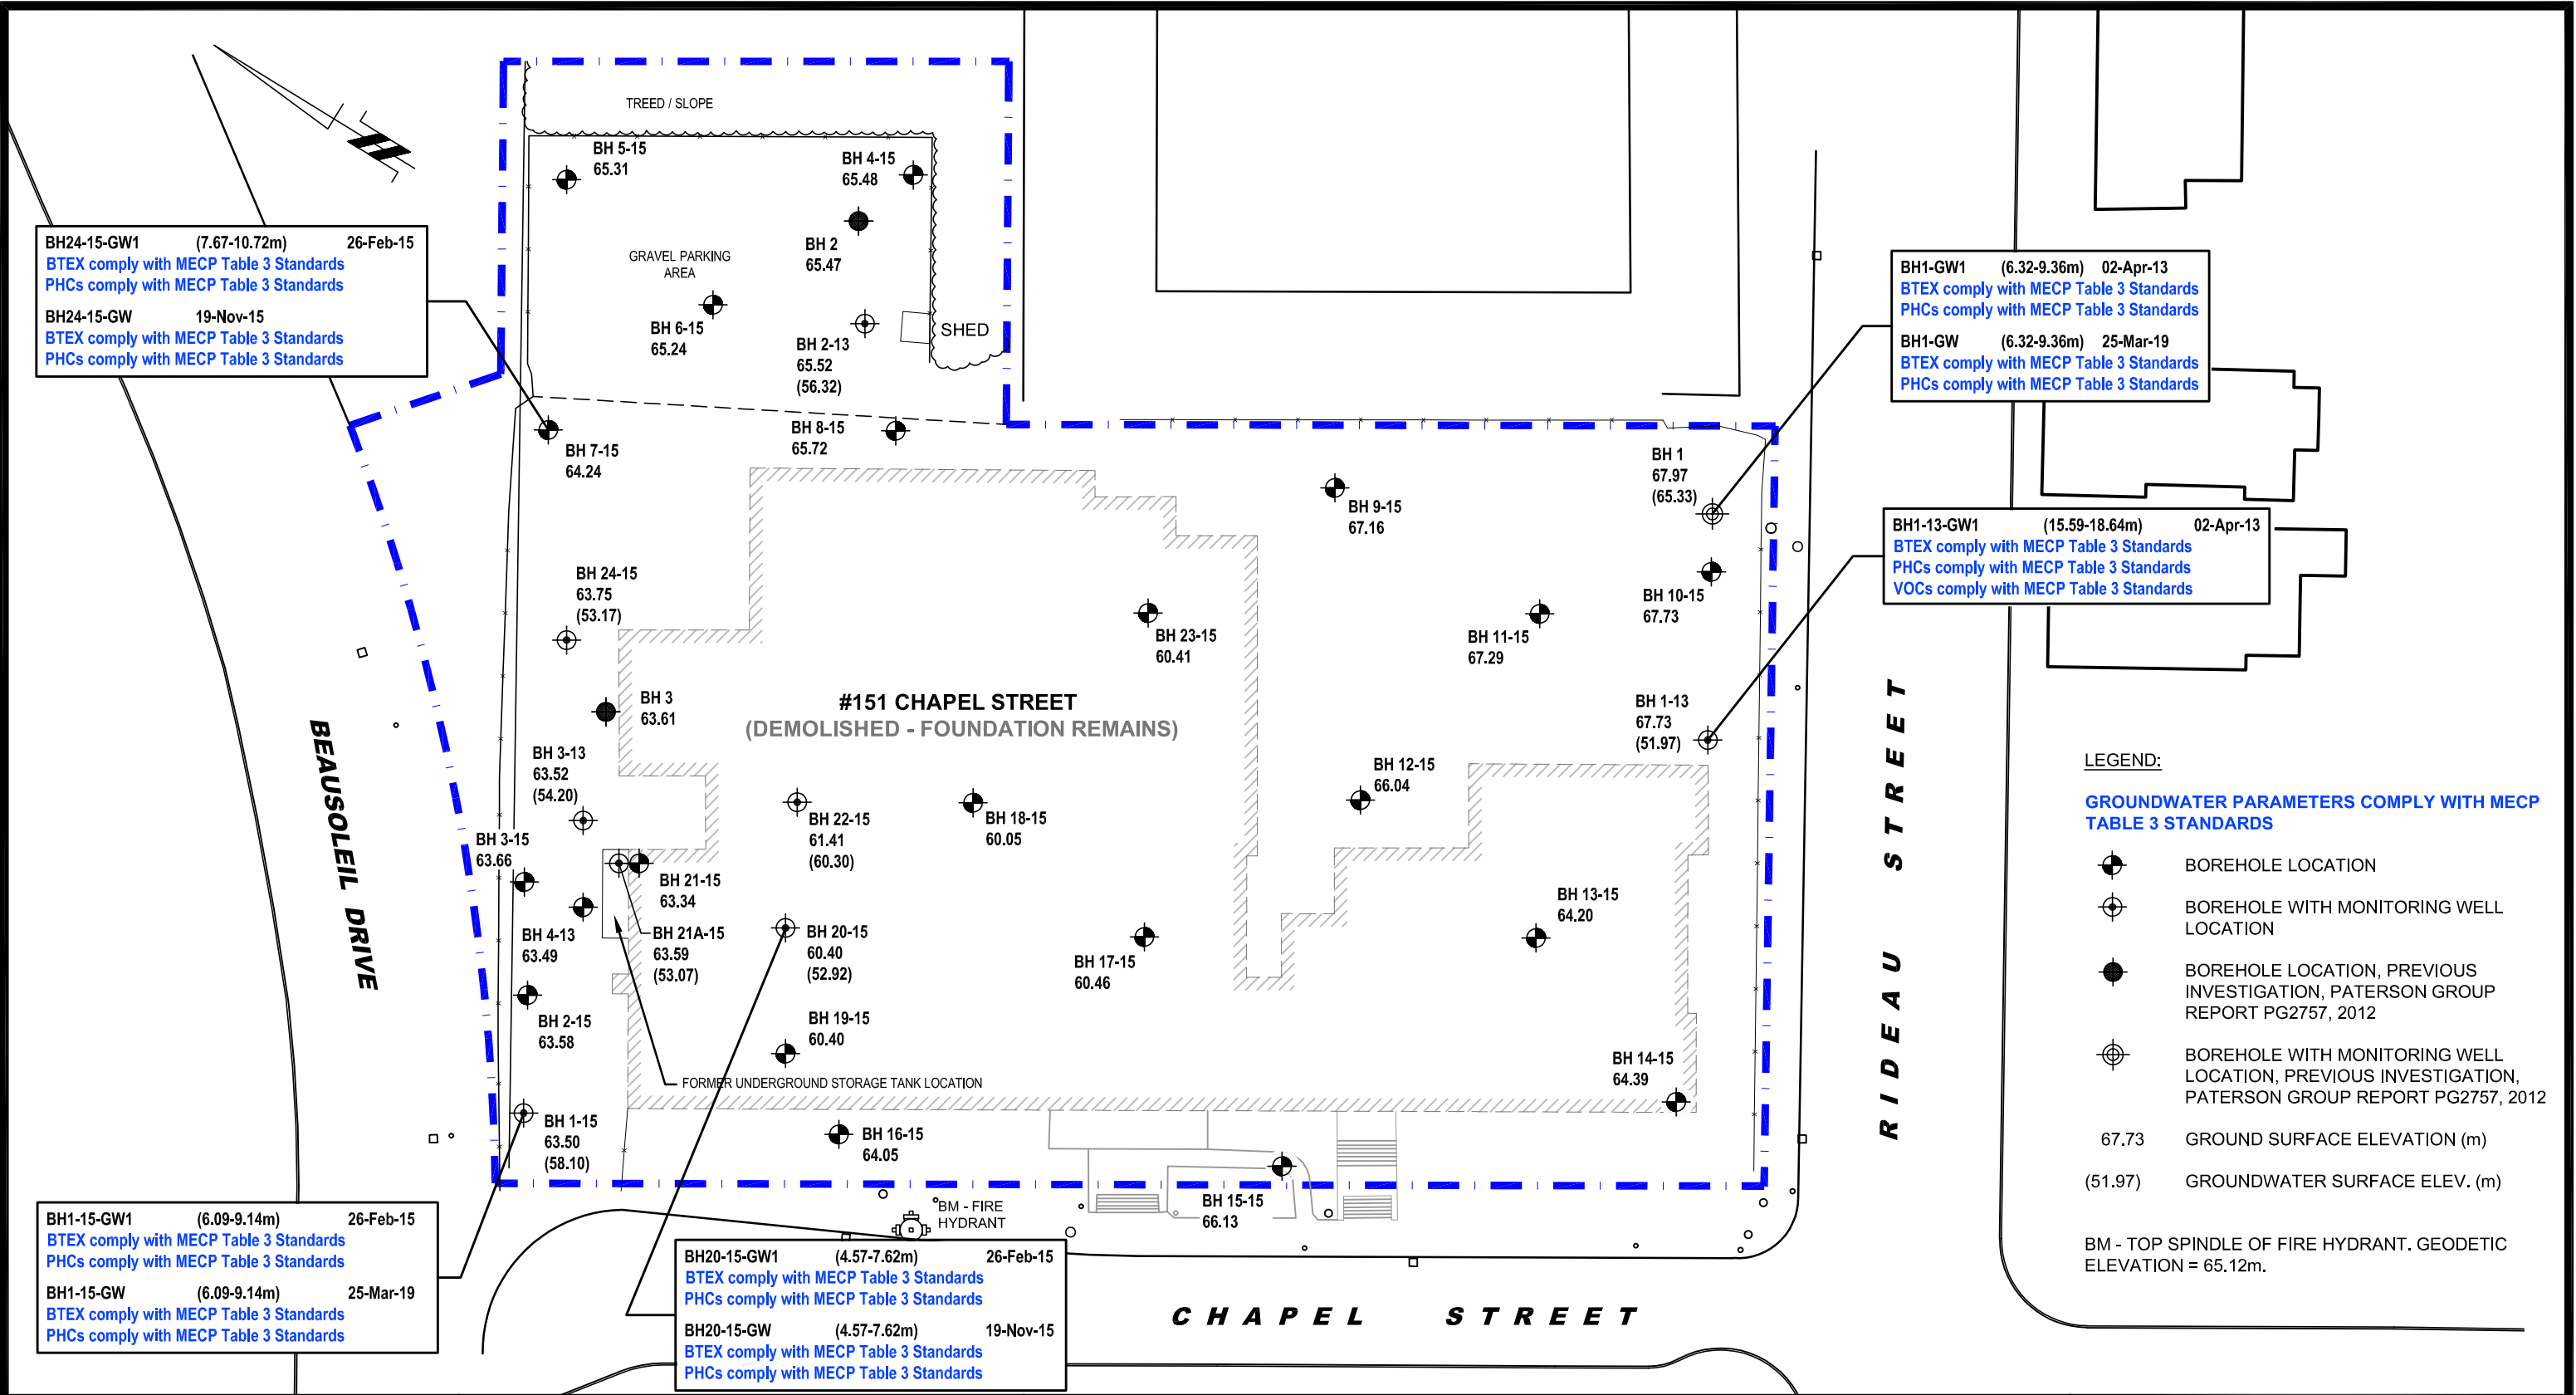 TREED / SLOPE
BH 5-15
65.31
BH 4-15
65.48
BH 2
65.47
GRAVEL PARKING
AREA
BH 6-15
65.24
BH 2-13
65.52
(56.32)
SHED
BH24-15-GW1 (7.67-10.72m) 26-Feb-15
BTEX comply with MECP Table 3 Standards
PHCs comply with MECP Table 3 Standards
BH24-15-GW 19-Nov-15
BTEX comply with MECP Table 3 Standards
PHCs comply with MECP Table 3 Standards
BH1-GW1 (6.32-9.36m) 02-Apr-13
BTEX comply with MECP Table 3 Standards
PHCs comply with MECP Table 3 Standards
BH1-GW (6.32-9.36m) 25-Mar-19
BTEX comply with MECP Table 3 Standards
PHCs comply with MECP Table 3 Standards
BH 7-15
64.24
BH 8-15
65.72
BH 9-15
67.16
BH 1
67.97
(65.33)
BH1-13-GW1 (15.59-18.64m) 02-Apr-13
BTEX comply with MECP Table 3 Standards
PHCs comply with MECP Table 3 Standards
VOCs comply with MECP Table 3 Standards
BH 24-15
63.75
(53.17)
BH 23-15
60.41
BH 11-15
67.29
BH 10-15
67.73
BH 3
63.61
#151 CHAPEL STREET
(DEMOLISHED - FOUNDATION REMAINS)
BH 1-13
67.73
(51.97)
BH 3-13
63.52
(54.20)
BH 3-15
63.66
BH 22-15
61.41
(60.30)
BH 18-15
60.05
BH 12-15
66.04
BH 21-15
63.34
BH 13-15
64.20
BH 4-13
63.49
BH 21A-15
63.59
(53.07)
BH 20-15
60.40
(52.92)
BH 17-15
60.46
BH 2-15
63.58
BH 19-15
60.40
BH 14-15
64.39
FORMER UNDERGROUND STORAGE TANK LOCATION
BH 1-15
63.50
(58.10)
BH 16-15
64.05
BH 15-15
66.13
BM - FIRE
HYDRANT
BEAUSOLEIL DRIVE
RIDEAU STREET
CHAPEL STREET
BH1-15-GW1 (6.09-9.14m) 26-Feb-15
BTEX comply with MECP Table 3 Standards
PHCs comply with MECP Table 3 Standards
BH1-15-GW (6.09-9.14m) 25-Mar-19
BTEX comply with MECP Table 3 Standards
PHCs comply with MECP Table 3 Standards
BH20-15-GW1 (4.57-7.62m) 26-Feb-15
BTEX comply with MECP Table 3 Standards
PHCs comply with MECP Table 3 Standards
BH20-15-GW (4.57-7.62m) 19-Nov-15
BTEX comply with MECP Table 3 Standards
PHCs comply with MECP Table 3 Standards
LEGEND:
GROUNDWATER PARAMETERS COMPLY WITH MECP
TABLE 3 STANDARDS
BOREHOLE LOCATION
BOREHOLE WITH MONITORING WELL
LOCATION
BOREHOLE LOCATION, PREVIOUS
INVESTIGATION, PATERSON GROUP
REPORT PG2757, 2012
BOREHOLE WITH MONITORING WELL
LOCATION, PREVIOUS INVESTIGATION,
PATERSON GROUP REPORT PG2757, 2012
67.73 GROUND SURFACE ELEVATION (m)
(51.97) GROUNDWATER SURFACE ELEV. (m)
BM - TOP SPINDLE OF FIRE HYDRANT. GEODETIC
ELEVATION = 65.12m.